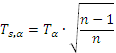 T_{s,α} = T_α · √((n − 1)/n)